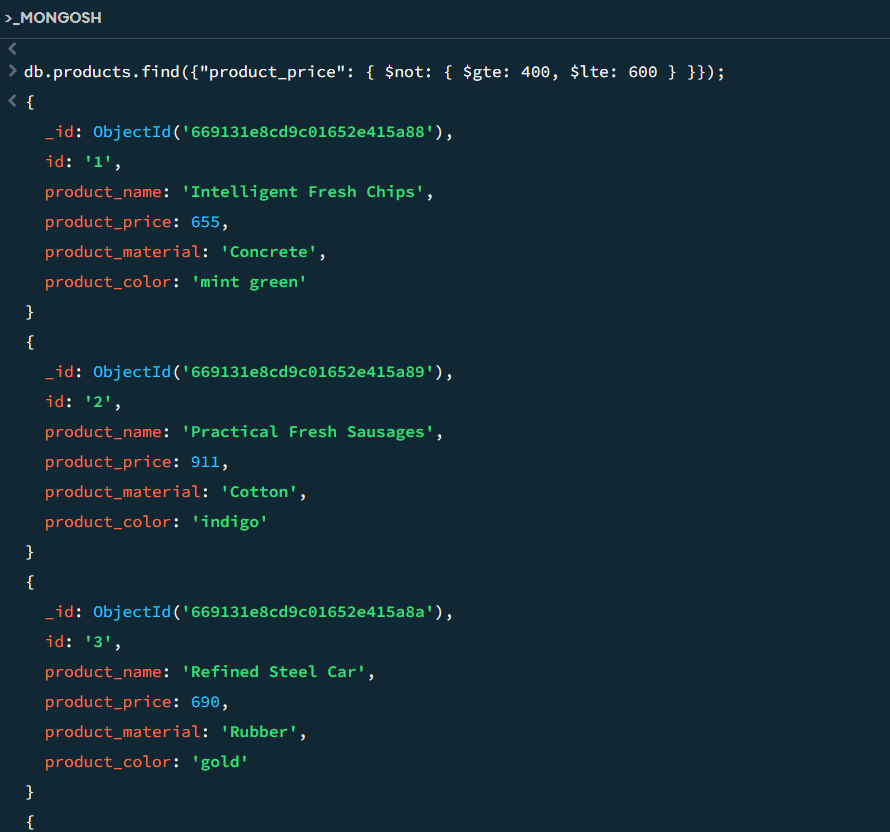 >_MONGOSH
<
> db.products.find({"product_price": { $not: { $gte: 400, $lte: 600 } }});
< {
_id: ObjectId('669131e8cd9c01652e415a88'),
id: '1',
product_name: 'Intelligent Fresh Chips',
product_price: 655,
product_material: 'Concrete',
product_color: 'mint green'
}
{
_id: ObjectId('669131e8cd9c01652e415a89'),
id: '2',
product_name: 'Practical Fresh Sausages',
product_price: 911,
product_material: 'Cotton',
product_color: 'indigo'
}
{
_id: ObjectId('669131e8cd9c01652e415a8a'),
id: '3',
product_name: 'Refined Steel Car',
product_price: 690,
product_material: 'Rubber',
product_color: 'gold'
}
{